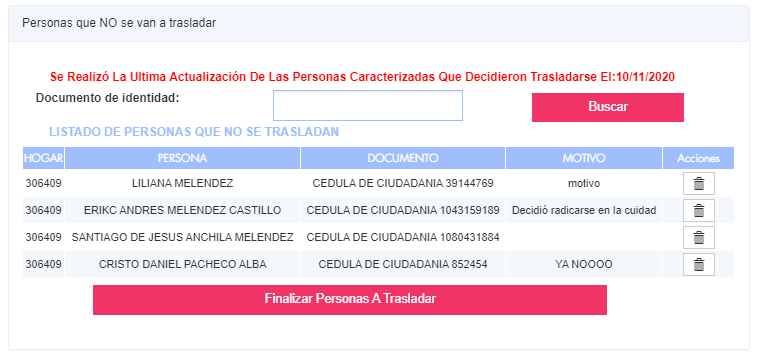 Personas que NO se van a trasladar
Se Realizó La Ultima Actualización De Las Personas Caracterizadas Que Decidieron Trasladarse El:10/11/2020
Documento de identidad:
Buscar
LISTADO DE PERSONAS QUE NO SE TRASLADAN
HOGAR PERSONA DOCUMENTO MOTIVO Acciones
306409 LILIANA MELENDEZ CEDULA DE CIUDADANIA 39144769 motivo
306409 ERIKC ANDRES MELENDEZ CASTILLO CEDULA DE CIUDADANIA 1043159189 Decidió radicarse en la cuidad
306409 SANTIAGO DE JESUS ANCHILA MELENDEZ CEDULA DE CIUDADANIA 1080431884
306409 CRISTO DANIEL PACHECO ALBA CEDULA DE CIUDADANIA 852454 YA NOOOO
Finalizar Personas A Trasladar